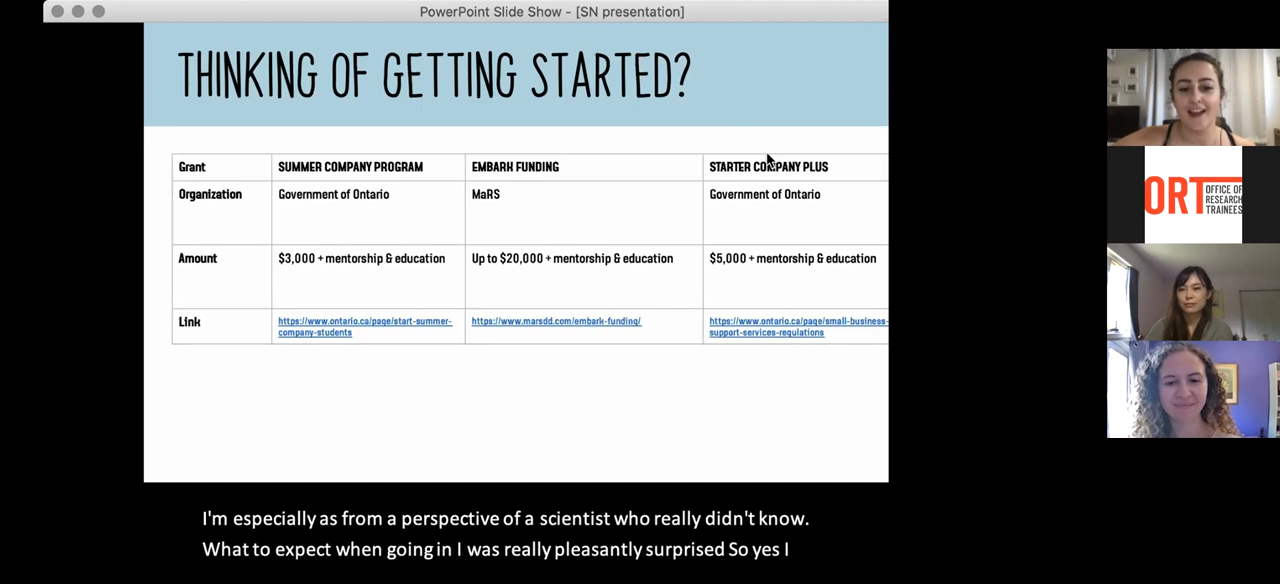 PowerPoint Slide Show - [SN presentation]
THINKING OF GETTING STARTED?
Grant SUMMER COMPANY PROGRAM EMBARH FUNDING STARTER COMPANY PLUS
Organization Government of Ontario MaRS Government of Ontario
Amount $3,000 + mentorship & education Up to $20,000 + mentorship & education $5,000 + mentorship & education
Link https://www.ontario.ca/page/start-summer- https://www.marsdd.com/embark-funding/ https://www.ontario.ca/page/small-business-
company-students support-services-regulations
ORT OFFICE OF
RESEARCH
TRAINEES
I'm especially as from a perspective of a scientist who really didn't know.
What to expect when going in I was really pleasantly surprised So yes I